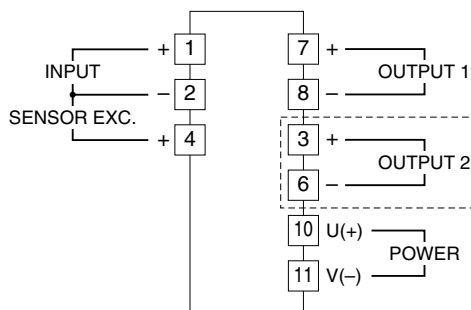 + 1
INPUT
– 2
SENSOR EXC.
+ 4
7 +
OUTPUT 1
8 –
3 +
OUTPUT 2
6 –
10 U(+)
POWER
11 V(–)